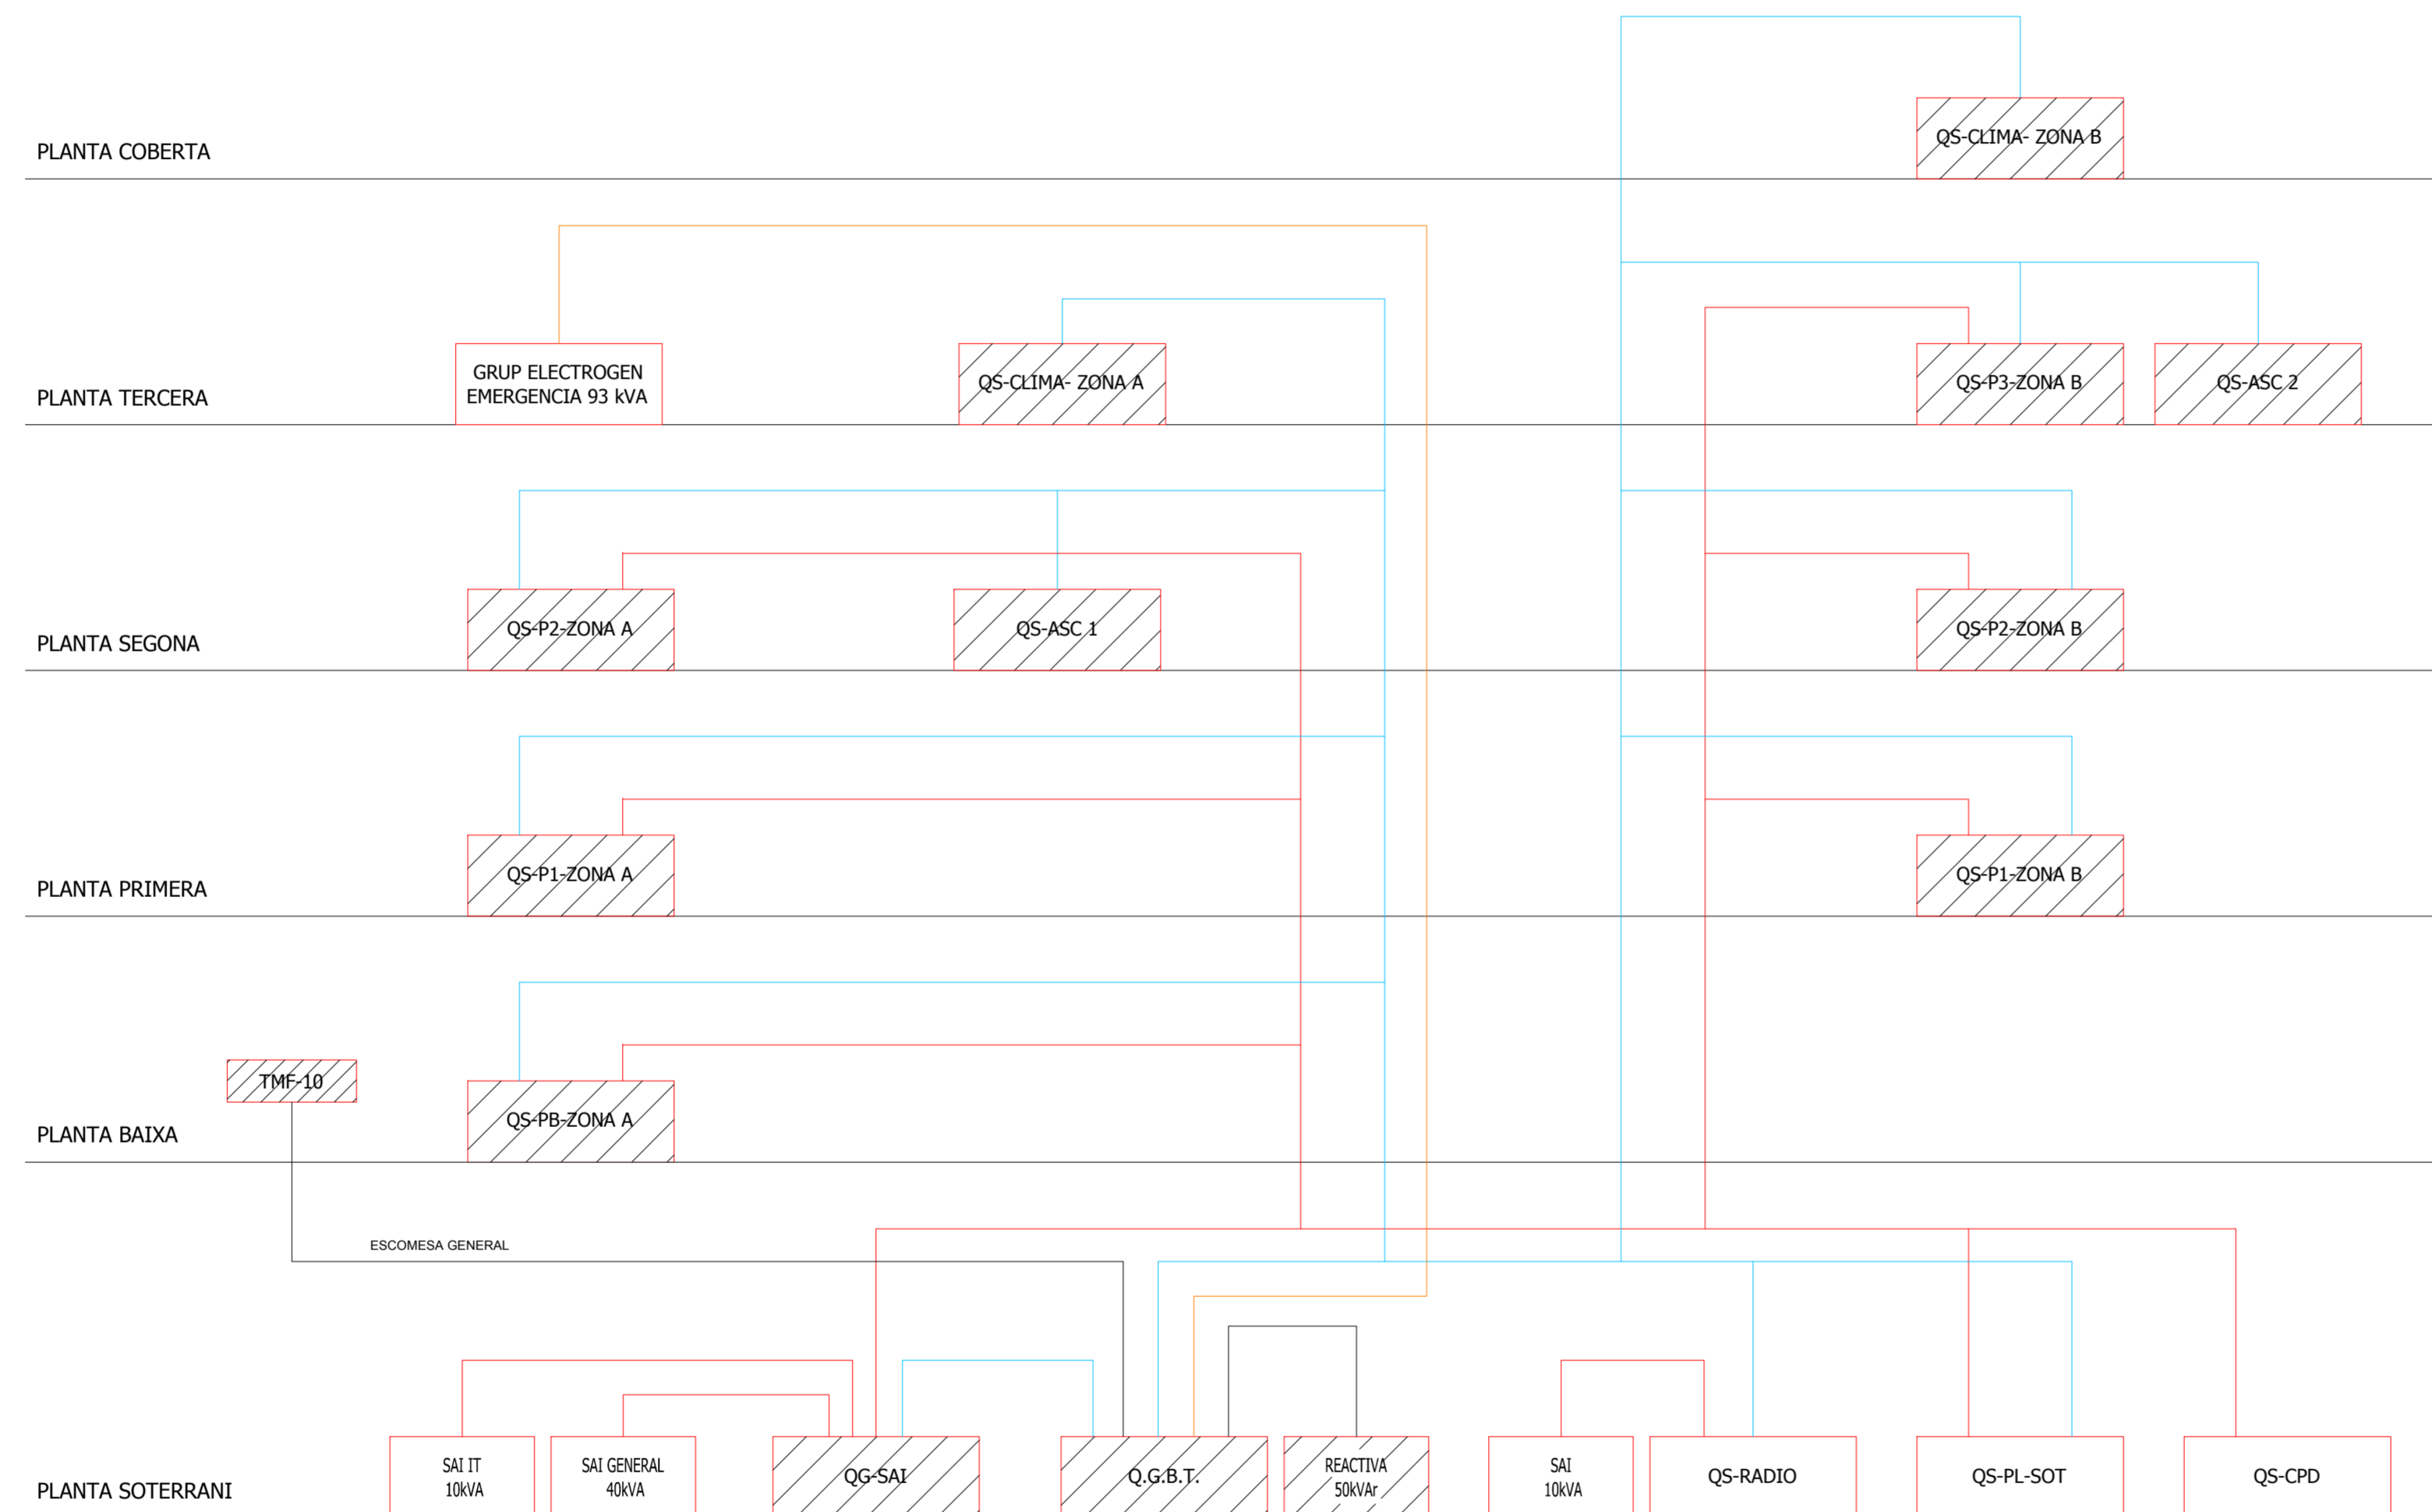 QS-CLIMA- ZONA B
PLANTA COBERTA
GRUP ELECTROGEN
EMERGENCIA 93 kVA
QS-CLIMA- ZONA A
QS-P3-ZONA B
QS-ASC 2
PLANTA TERCERA
QS-P2-ZONA A
QS-ASC 1
QS-P2-ZONA B
PLANTA SEGONA
QS-P1-ZONA A
QS-P1-ZONA B
PLANTA PRIMERA
TMF-10
QS-PB-ZONA A
PLANTA BAIXA
ESCOMESA GENERAL
SAI IT
10kVA
SAI GENERAL
40kVA
QG-SAI
Q.G.B.T.
REACTIVA
50kVAr
SAI
10kVA
QS-RADIO
QS-PL-SOT
QS-CPD
PLANTA SOTERRANI